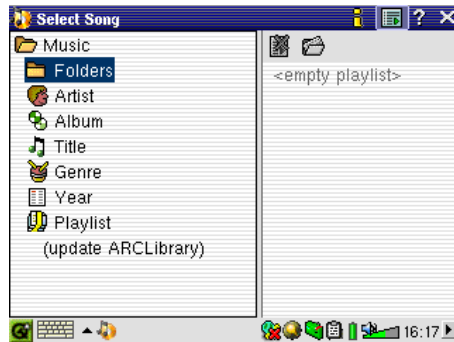 Select Song
?
Music
Folders
Artist
Album
Title
Genre
Year
Playlist
(update ARCLibrary)
<empty playlist>
16:17